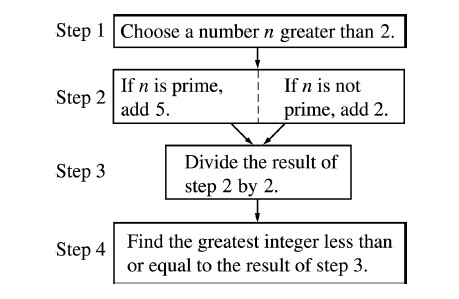 Step 1
Choose a number n greater than 2.
Step 2
If n is prime,
add 5.
If n is not
prime, add 2.
Step 3
Divide the result of
step 2 by 2.
Step 4
Find the greatest integer less than
or equal to the result of step 3.